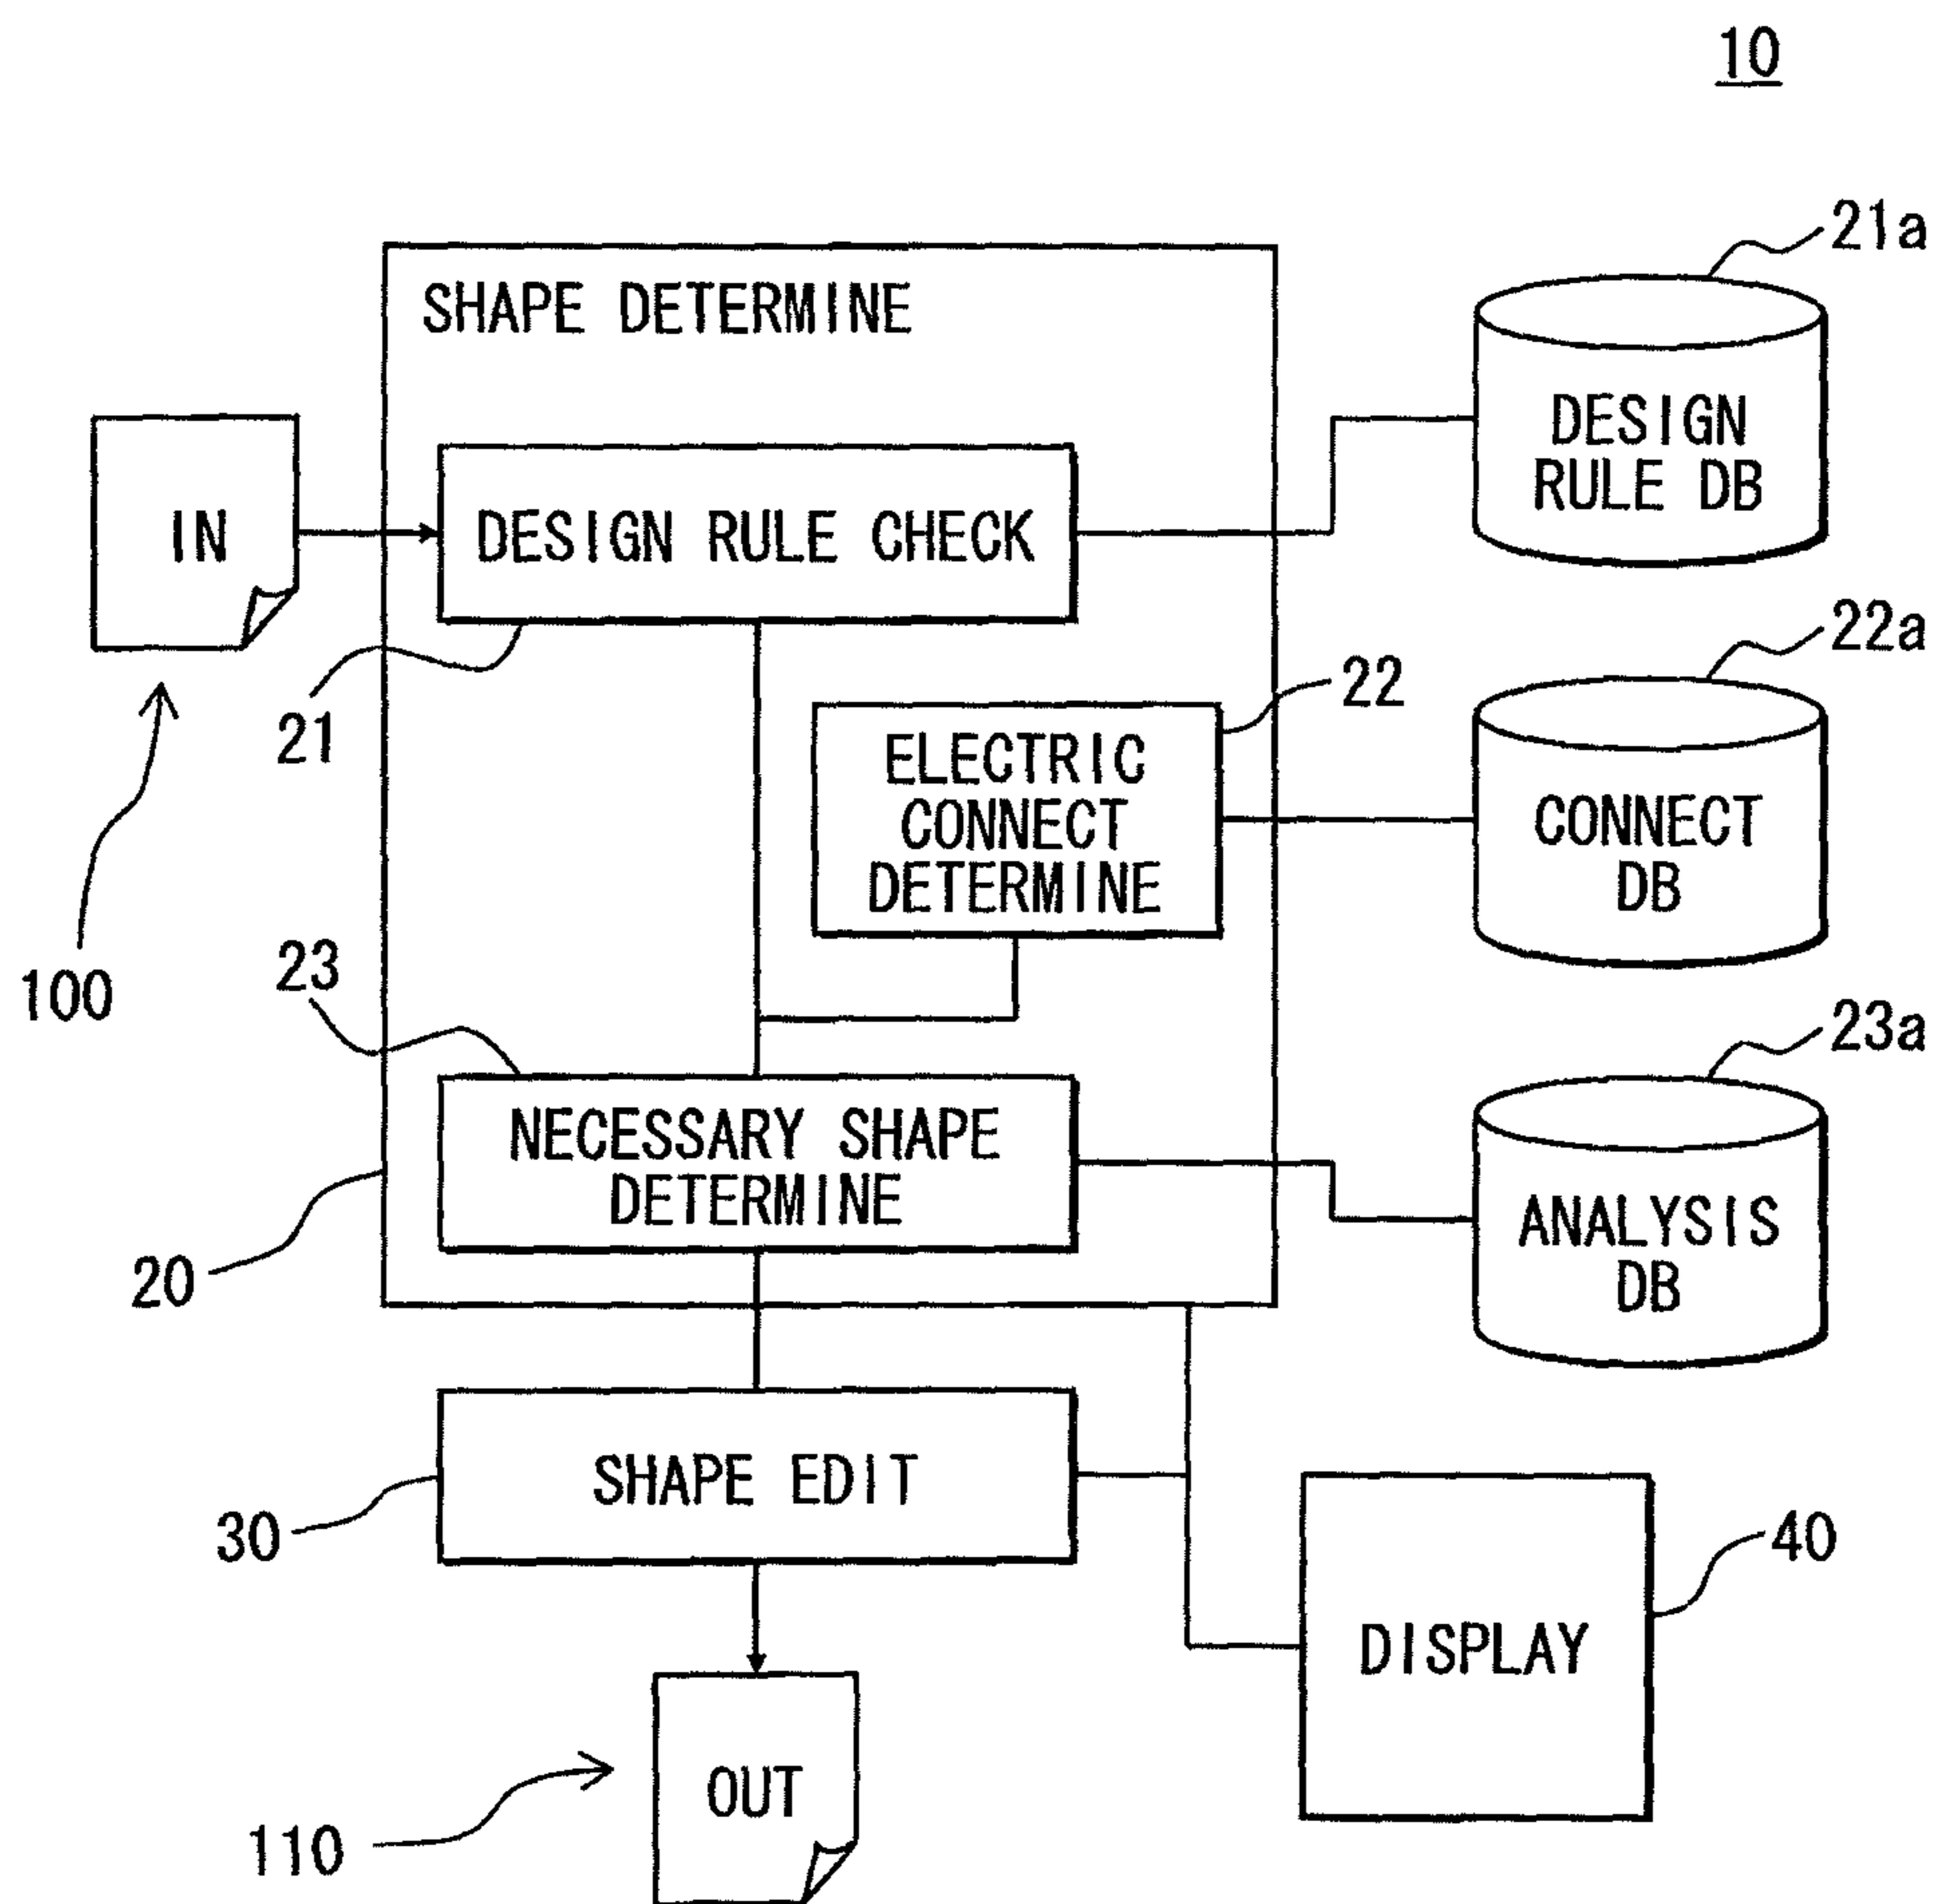 10
21a
SHAPE DETERMINE
DESIGN
RULE DB
IN
DESIGN RULE CHECK
22a
22
21
ELECTRIC
CONNECT
DETERMINE
CONNECT
DB
23
100
23a
NECESSARY SHAPE
DETERMINE
ANALYSIS
DB
20
SHAPE EDIT
30
40
DISPLAY
OUT
110